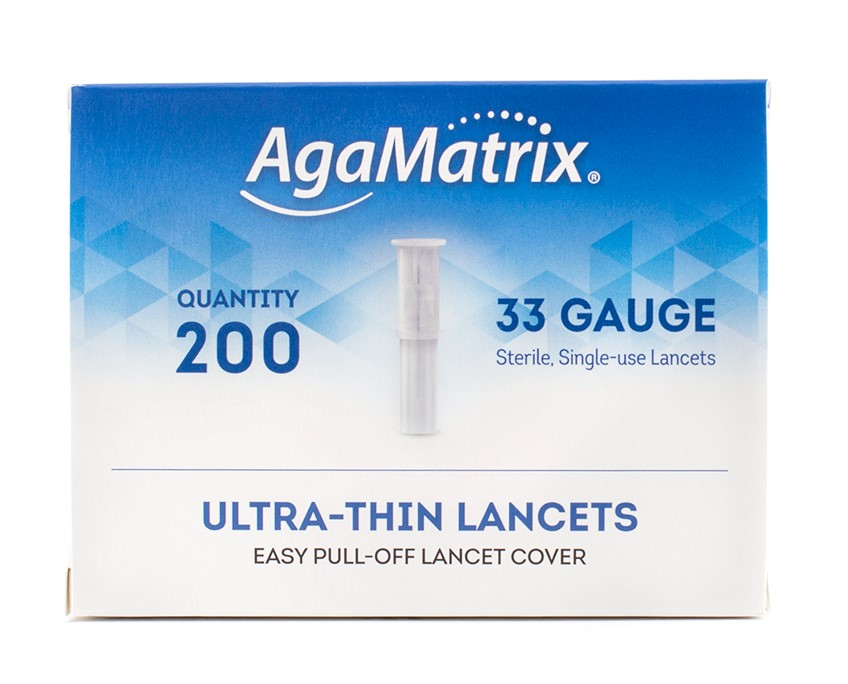 AgaMatrix®
QUANTITY
200
33 GAUGE
Sterile, Single-use Lancets
ULTRA-THIN LANCETS
EASY PULL-OFF LANCET COVER